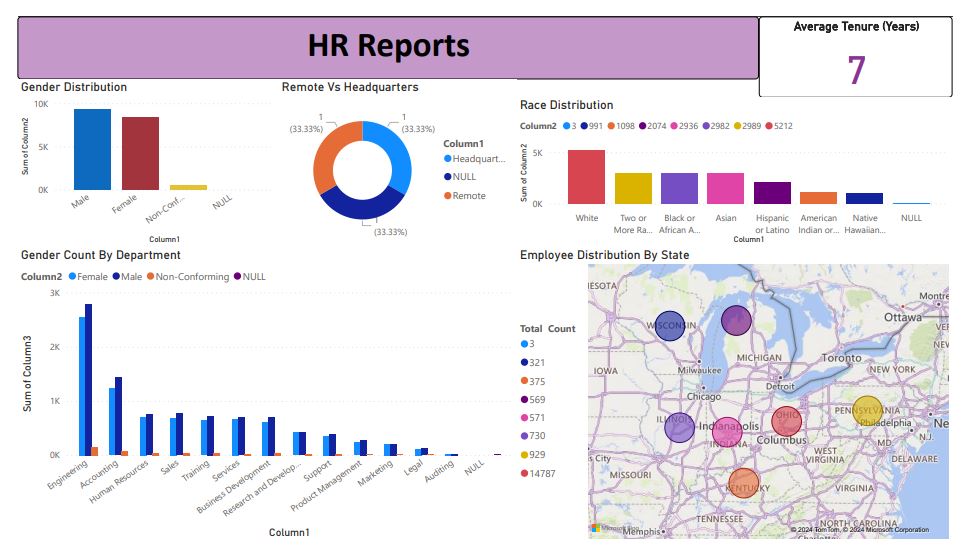 HR Reports
Average Tenure (Years)
7
Gender Distribution
Sum of Column2
10K
5K
0K
Male
Female
Non-Conf...
NULL
Column1
Remote Vs Headquarters
1
(33.33%)
1
(33.33%)
1
(33.33%)
Column1
Headquart...
NULL
Remote
Race Distribution
Column2 3 991 1098 2074 2936 2982 2989 5212
Sum of Column2
5K
0K
White
Two or
More Ra...
Black or
African A...
Asian
Hispanic
or Latino
American
Indian or...
Native
Hawaiian...
NULL
Column1
Gender Count By Department
Column2 Female Male Non-Conforming NULL
Sum of Column3
3K
2K
1K
0K
Engineering
Accounting
Human Resources
Sales
Training
Services
Business Development
Research and Develop...
Support
Product Management
Marketing
Legal
Auditing
NULL
Column1
Employee Distribution By State
Total Count
3
321
375
569
571
730
929
14787
WISCONSIN
MICHIGAN
Montre
Ottawa
Toronto
NEW YORK
IOWA
Milwaukee
Detroit
Chicago
ILLINOIS
Indianapolis
INDIANA
OHIO
Columbus
PENNSYLVANIA
Philadelphia
N.J.
MD
DELAWARE
WEST
VIRGINIA
s City
MISSOURI
KENTUCKY
VIRGINIA
TENNESSEE
NORTH CAROLINA
Memphis
© 2024 TomTom, © 2024 Microsoft Corporation